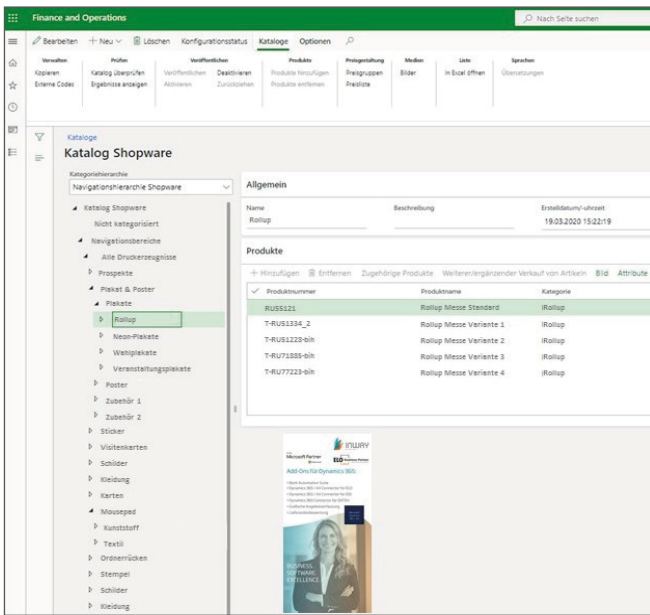 Finance and Operations
Nach Seite suchen
Bearbeiten Neu Löschen Konfigurationsstatus Kataloge Optionen
Verwalten Prüfen Veröffentlichen Produkte Preisgestaltung Medien Liste Sprachen
Kopieren Katalog überprüfen Veröffentlichen Deaktivieren Produkte hinzufügen Preisgruppen Bilder In Excel öffnen Übersetzungen
Externe Codes Ergebnisse anzeigen Aktivieren Zurückziehen Produkte entfernen Preisliste
Kataloge
Katalog Shopware
Kategoriehierarchie
Navigationshierarchie Shopware
Katalog Shopware
Nicht kategorisiert
Navigationsbereiche
Alle Druckerzeugnisse
Prospekte
Plakat & Poster
Plakate
Rollup
Neon-Plakate
Wahlplakate
Veranstaltungsplakate
Poster
Zubehör 1
Zubehör 2
Sticker
Visitenkarten
Schilder
Kleidung
Karten
Mousepad
Kunststoff
Textil
Ordnerrücken
Stempel
Schilder
Kleidung
Allgemein
Name Beschreibung Erstelldatum/-uhrzeit
Rollup 19.03.2020 15:22:19
Produkte
Hinzufügen Entfernen Zugehörige Produkte Weiterer/ergänzender Verkauf von Artikeln Bild Attribute
Produktnummer Produktname Kategorie
RU55121 Rollup Messe Standard |Rollup
T-RU51334_2 Rollup Messe Variante 1 |Rollup
T-RU51228-bin Rollup Messe Variante 2 |Rollup
T-RU71885-bin Rollup Messe Variante 3 |Rollup
T-RU77223-bin Rollup Messe Variante 4 |Rollup
INWAY
Microsoft Partner ELO Business Partner
Add-Ons für Dynamics 365:
BUSINESS
SOFTWARE
EXCELLENCE